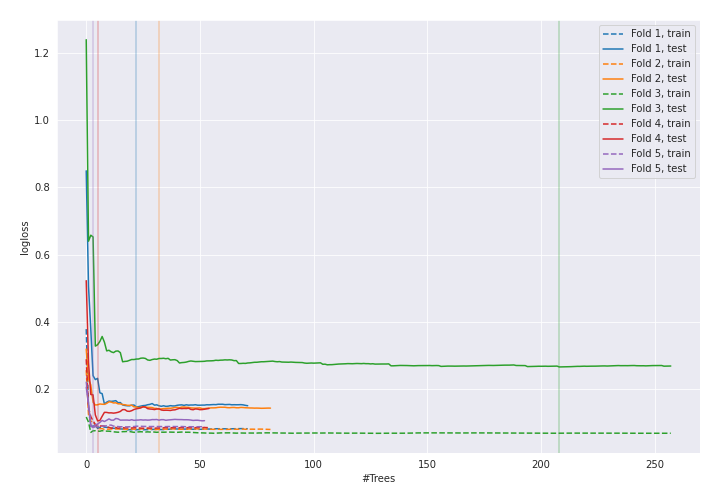 1.2
1.0
0.8
0.6
0.4
0.2
logloss
0
50
100
150
200
250
#Trees
Fold 1, train
Fold 1, test
Fold 2, train
Fold 2, test
Fold 3, train
Fold 3, test
Fold 4, train
Fold 4, test
Fold 5, train
Fold 5, test